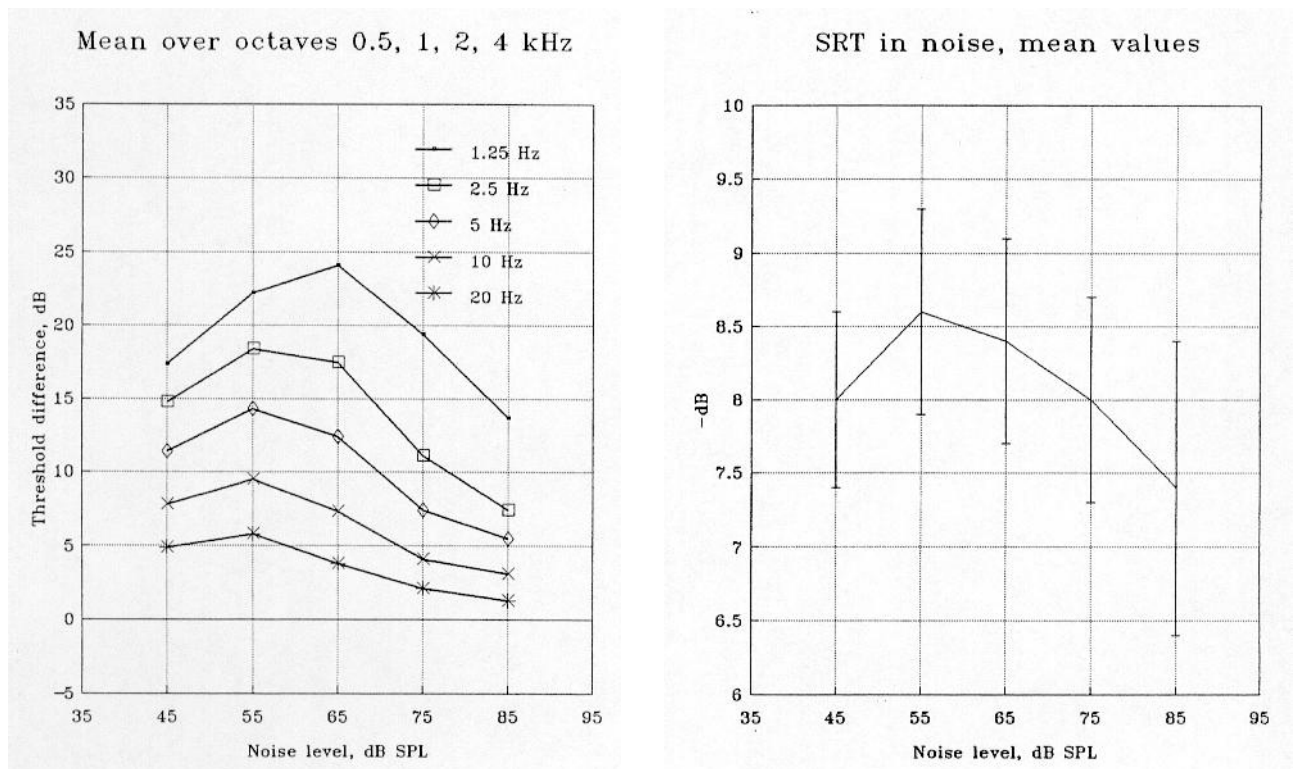 Mean over octaves 0.5, 1, 2, 4 kHz
35
30
25
20
15
10
5
0
−5
Threshold difference, dB
1.25 Hz
2.5 Hz
5 Hz
10 Hz
20 Hz
35 45 55 65 75 85 95
Noise level, dB SPL
SRT in noise, mean values
10
9.5
9
8.5
8
7.5
7
6.5
6
−dB
35 45 55 65 75 85 95
Noise level, dB SPL